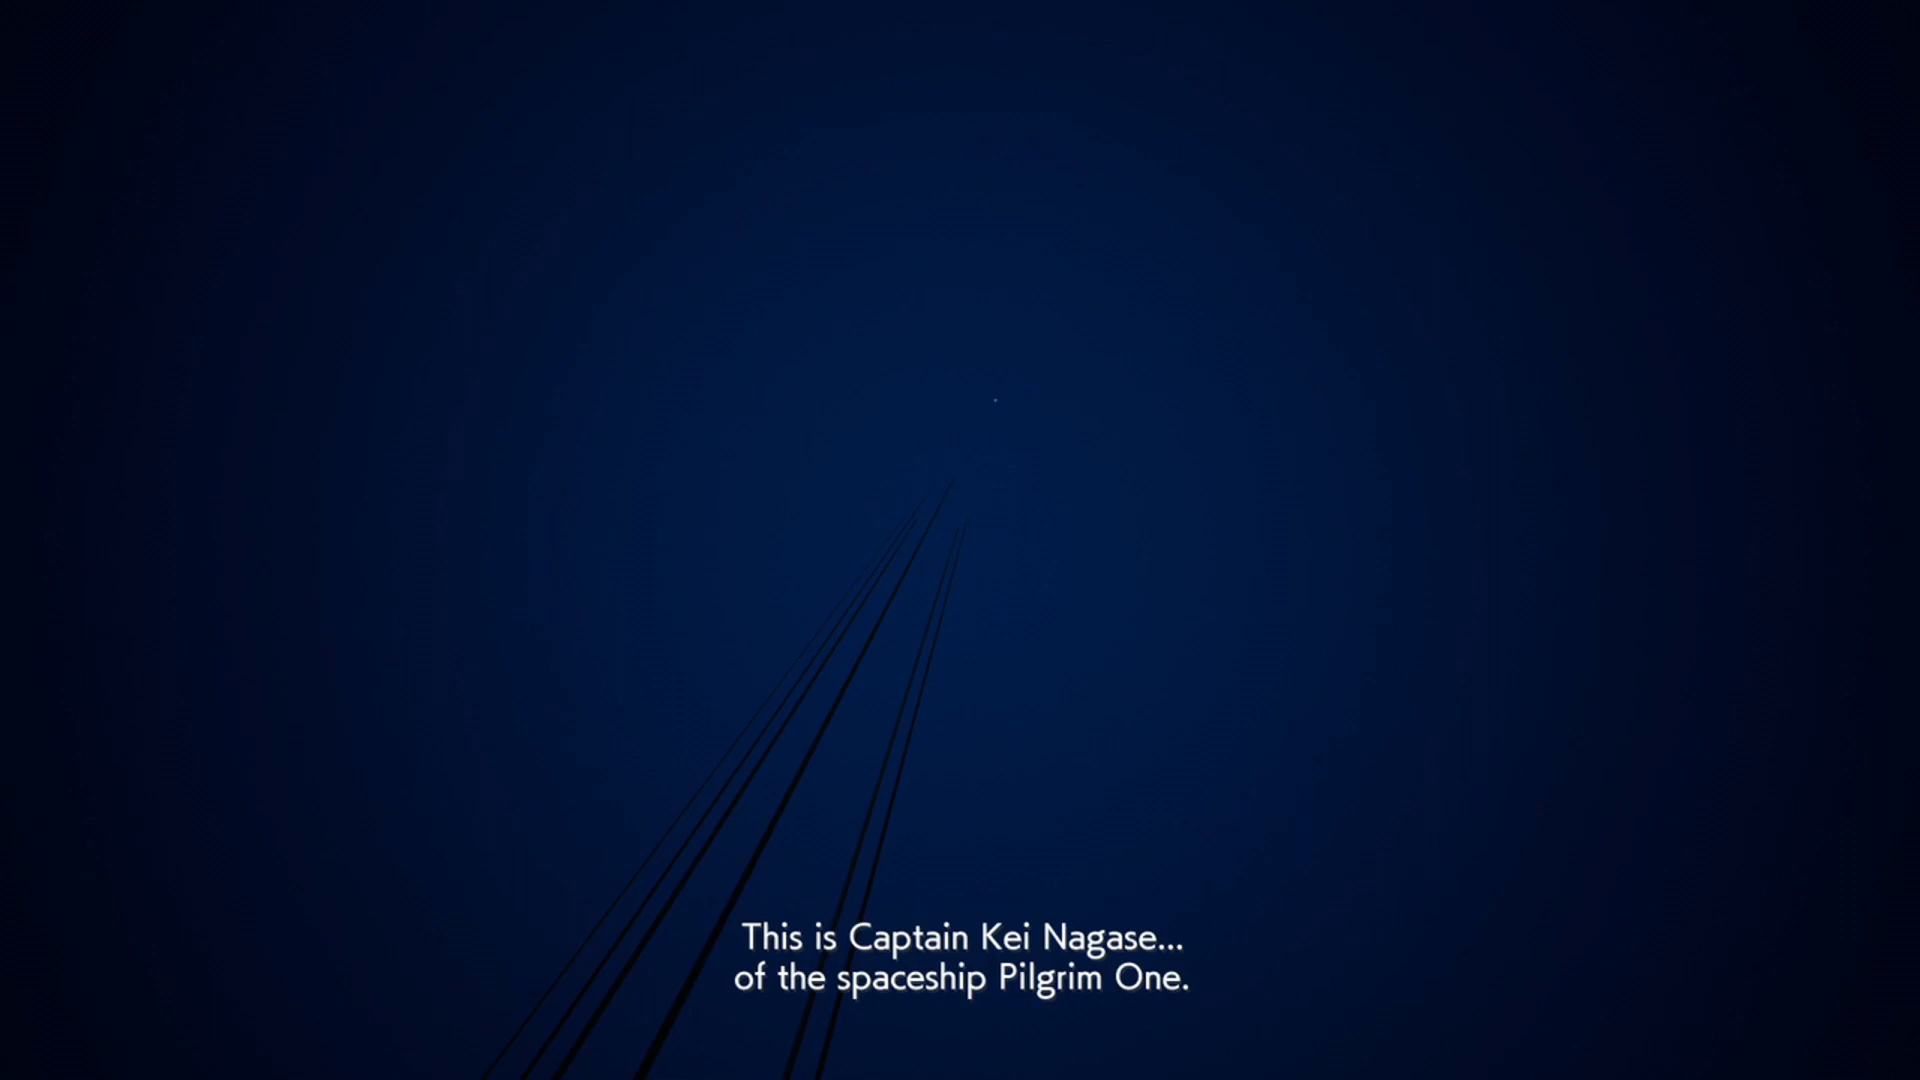 This is Captain Kei Nagase...
of the spaceship Pilgrim One.